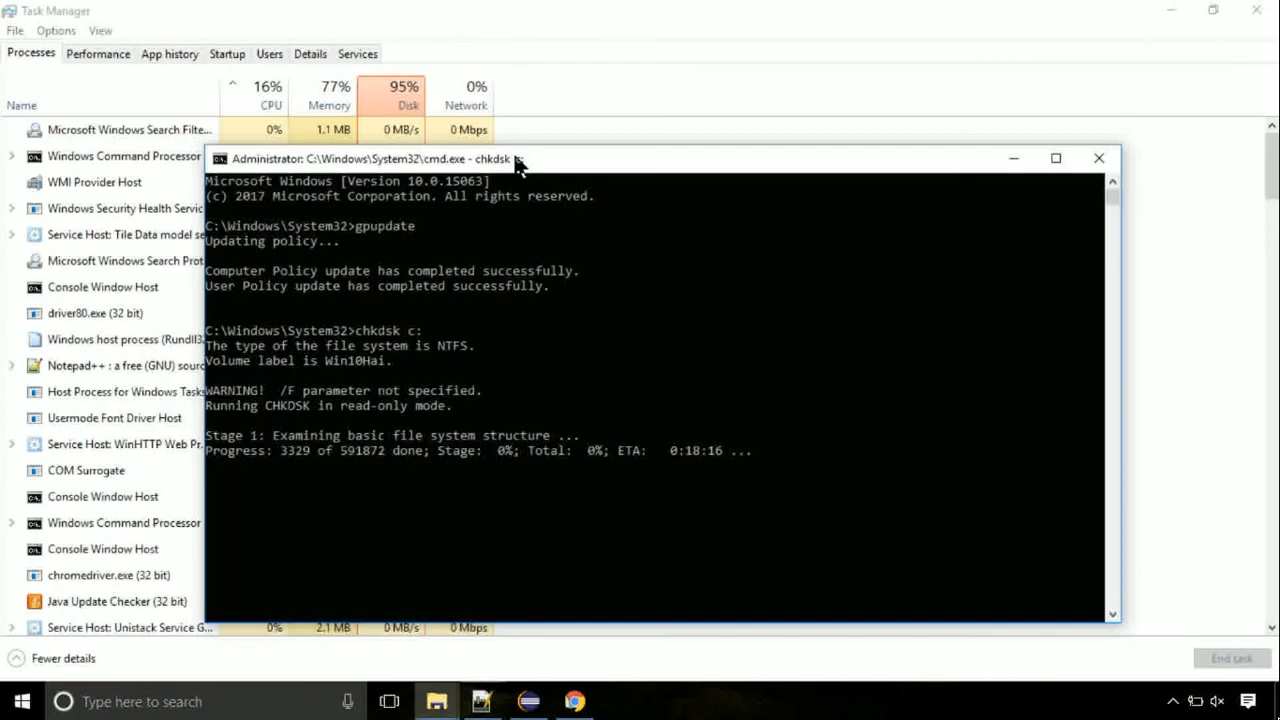 Task Manager
File Options View
Processes Performance App history Startup Users Details Services
16% 77% 95% 0%
Name CPU Memory Disk Network
Microsoft Windows Search Filte... 0% 1.1 MB 0 MB/s 0 Mbps
Windows Command Processor
WMI Provider Host
Windows Security Health Servic
Service Host: Tile Data model se
Microsoft Windows Search Prot
Console Window Host
driver80.exe (32 bit)
Windows host process (Rundll3
Notepad++ : a free (GNU) sourc
Host Process for Windows Task
Usermode Font Driver Host
Service Host: WinHTTP Web Pr
COM Surrogate
Console Window Host
Windows Command Processor
Console Window Host
chromedriver.exe (32 bit)
Java Update Checker (32 bit)
Service Host: Unistack Service G... 0% 2.1 MB 0 MB/s 0 Mbps
Administrator: C:\Windows\System32\cmd.exe - chkdsk
Microsoft Windows [Version 10.0.15063]
(c) 2017 Microsoft Corporation. All rights reserved.
C:\Windows\System32>gpupdate
Updating policy...
Computer Policy update has completed successfully.
User Policy update has completed successfully.
C:\Windows\System32>chkdsk c:
The type of the file system is NTFS.
Volume label is Win10Hai.
WARNING! /F parameter not specified.
Running CHKDSK in read-only mode.
Stage 1: Examining basic file system structure ...
Progress: 3329 of 591872 done; Stage: 0%; Total: 0%; ETA: 0:18:16 ...
Fewer details
End task
Type here to search